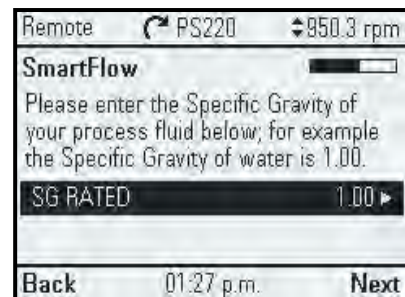 Remote PS220 950.3 rpm
SmartFlow
Please enter the Specific Gravity of
your process fluid below; for example
the Specific Gravity of water is 1.00.
SG RATED 1.00
Back 01:27 p.m. Next